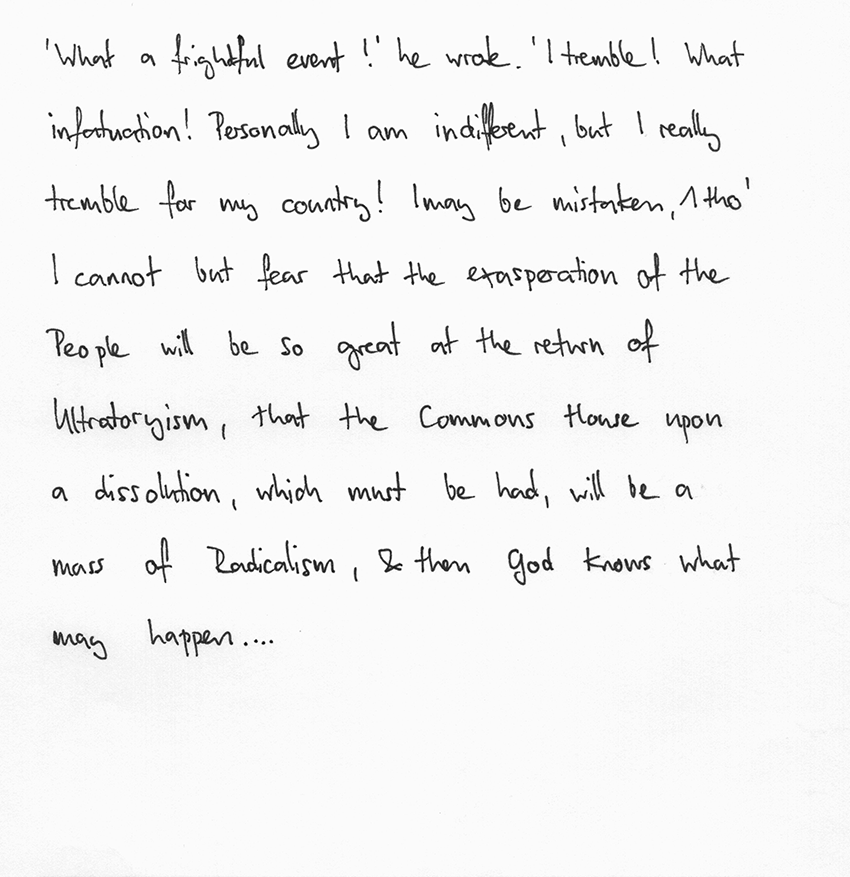 'What a frightful event!' he wrote. 'I tremble! What
infatuation! Personally I am indifferent, but I really
tremble for my country! I may be mistaken, 1 tho'
I cannot but fear that the exasperation of the
People will be so great at the return of
Ultratoryism, that the Commons House upon
a dissolution, which must be had, will be a
mass of Radicalism, & then God knows what
may happen....